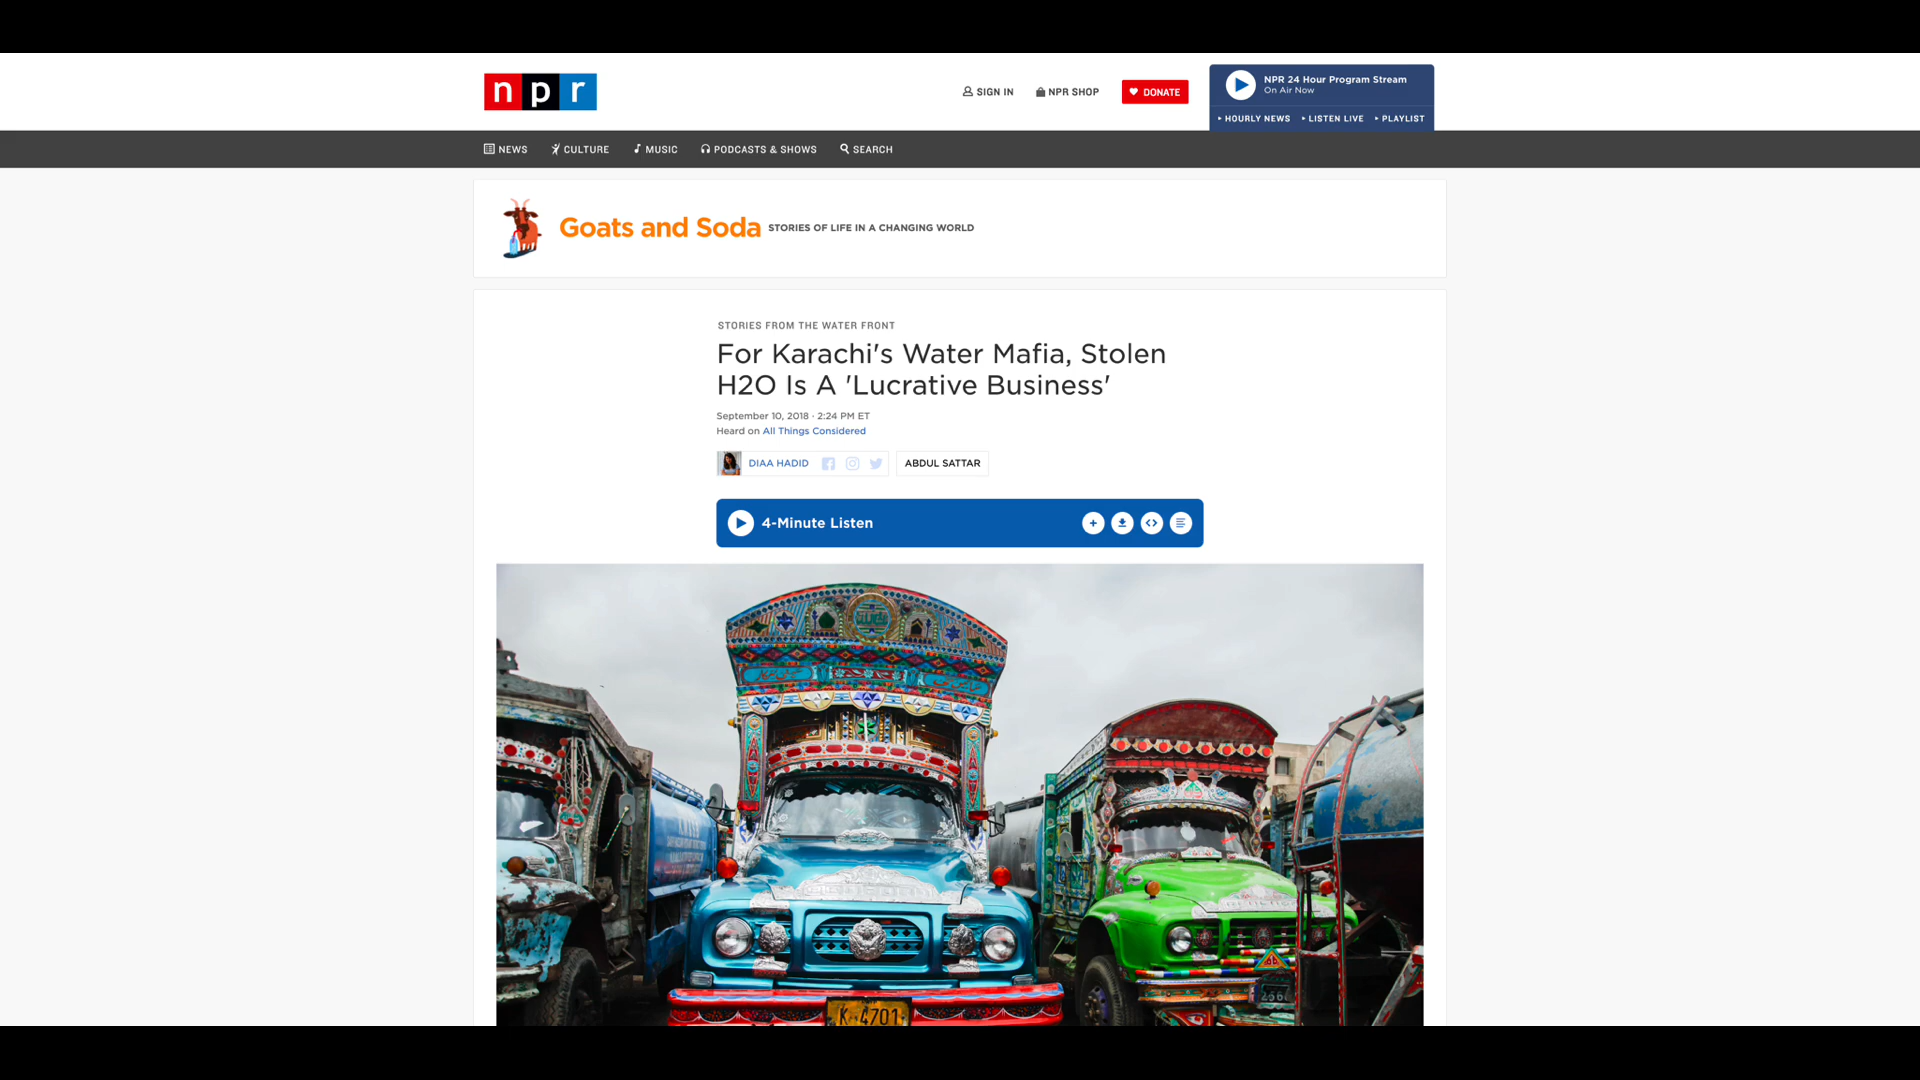 npr
SIGN IN
NPR SHOP
DONATE
NPR 24 Hour Program Stream
On Air Now
HOURLY NEWS
LISTEN LIVE
PLAYLIST
NEWS
CULTURE
MUSIC
PODCASTS & SHOWS
SEARCH
Goats and Soda STORIES OF LIFE IN A CHANGING WORLD
STORIES FROM THE WATER FRONT
For Karachi's Water Mafia, Stolen
H2O Is A 'Lucrative Business'
September 10, 2018 · 2:24 PM ET
Heard on All Things Considered
DIAA HADID
ABDUL SATTAR
4-Minute Listen
K·4701